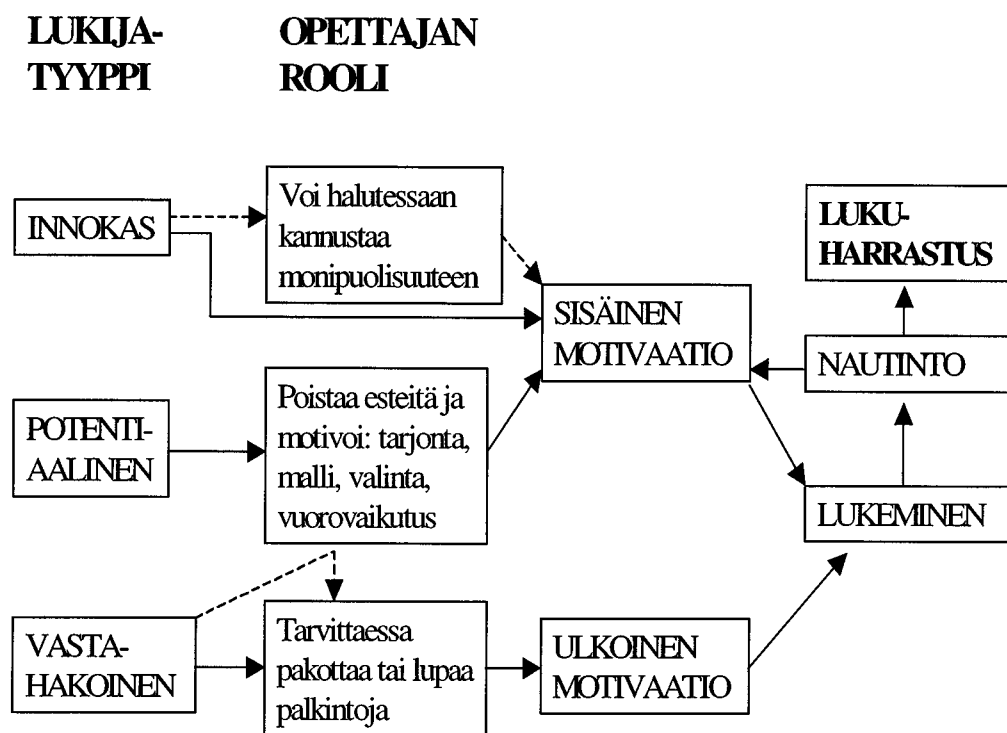 LUKIJA-
TYYPPI
OPETTAJAN
ROOLI
INNOKAS
Voi halutessaan
kannustaa
monipuolisuuteen
LUKU-
HARRASTUS
SISÄINEN
MOTIVAATIO
NAUTINTO
POTENTI-
AALINEN
Poistaa esteitä ja
motivoi: tarjonta,
malli, valinta,
vuorovaikutus
LUKEMINEN
VASTA-
HAKOINEN
Tarvittaessa
pakottaa tai lupaa
palkintoja
ULKOINEN
MOTIVAATIO